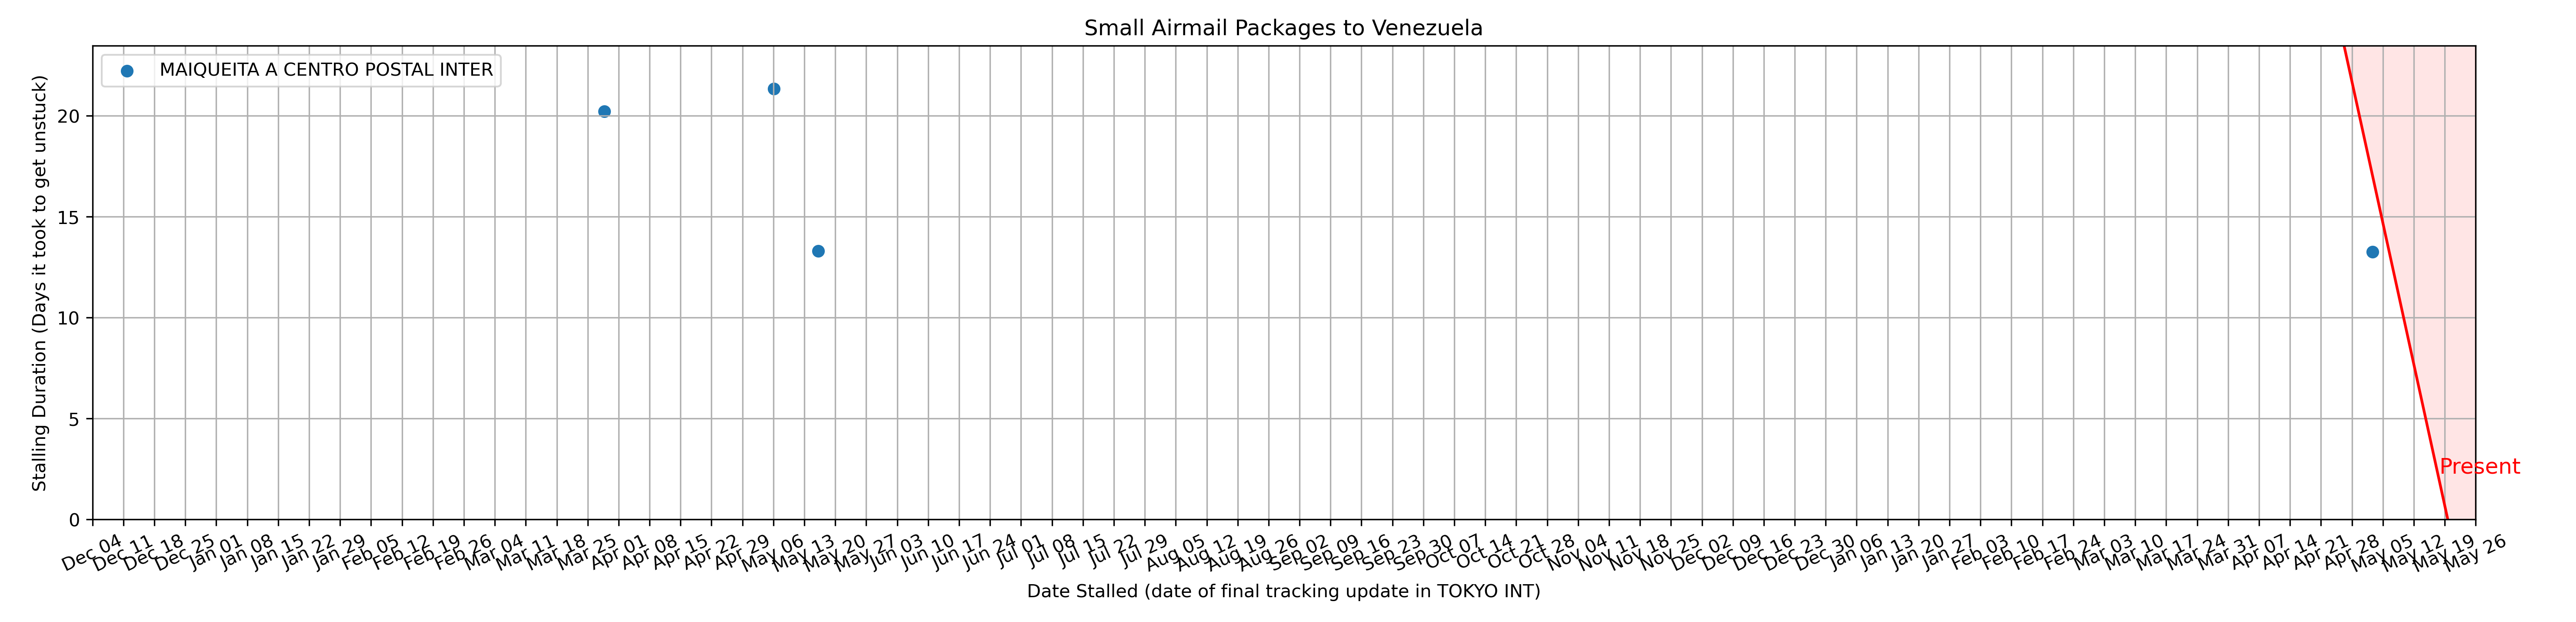 Small Airmail Packages to Venezuela
MAIQUEITA A CENTRO POSTAL INTER
Stalling Duration (Days it took to get unstuck)
20
15
10
5
0
Present
Dec 04
Dec 11
Dec 18
Dec 25
Jan 01
Jan 08
Jan 15
Jan 22
Jan 29
Feb 05
Feb 12
Feb 19
Feb 26
Mar 04
Mar 11
Mar 18
Mar 25
Apr 01
Apr 08
Apr 15
Apr 22
Apr 29
May 06
May 13
May 20
May 27
Jun 03
Jun 10
Jun 17
Jun 24
Jul 01
Jul 08
Jul 15
Jul 22
Jul 29
Aug 05
Aug 12
Aug 19
Aug 26
Sep 02
Sep 09
Sep 16
Sep 23
Sep 30
Oct 07
Oct 14
Oct 21
Oct 28
Nov 04
Nov 11
Nov 18
Nov 25
Dec 02
Dec 09
Dec 16
Dec 23
Dec 30
Jan 06
Jan 13
Jan 20
Jan 27
Feb 03
Feb 10
Feb 17
Feb 24
Mar 03
Mar 10
Mar 17
Mar 24
Mar 31
Apr 07
Apr 14
Apr 21
Apr 28
May 05
May 12
May 19
May 26
Date Stalled (date of final tracking update in TOKYO INT)